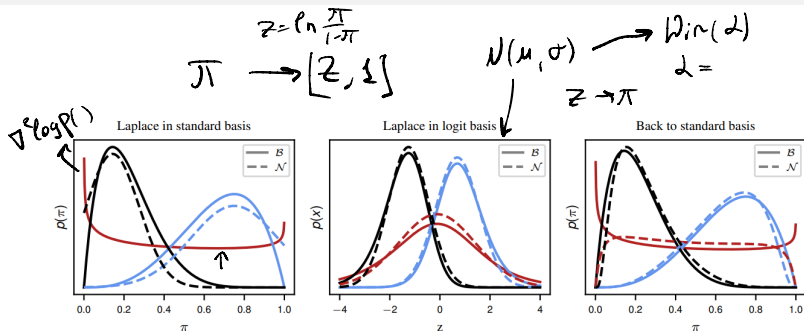 z = ln π/(1-π)
π → [z, 1]
N(μ, σ) → Dir(α)
α =
z → π
∇² log p()
Laplace in standard basis
Laplace in logit basis
Back to standard basis
B
N
B
N
B
N
p(π)
p(x)
p(π)
0.0 0.2 0.4 0.6 0.8 1.0
−4 −2 0 2 4
0.0 0.2 0.4 0.6 0.8 1.0
π
z
π